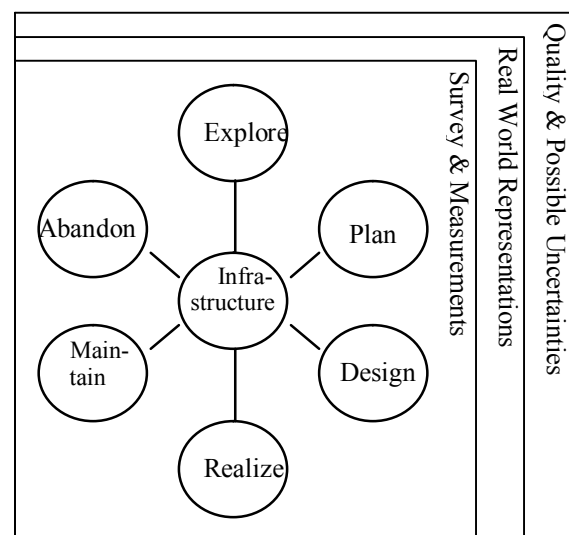 Explore
Abandon
Plan
Infra-
structure
Main-
tain
Design
Realize
Survey & Measurements
Real World Representations
Quality & Possible Uncertainties